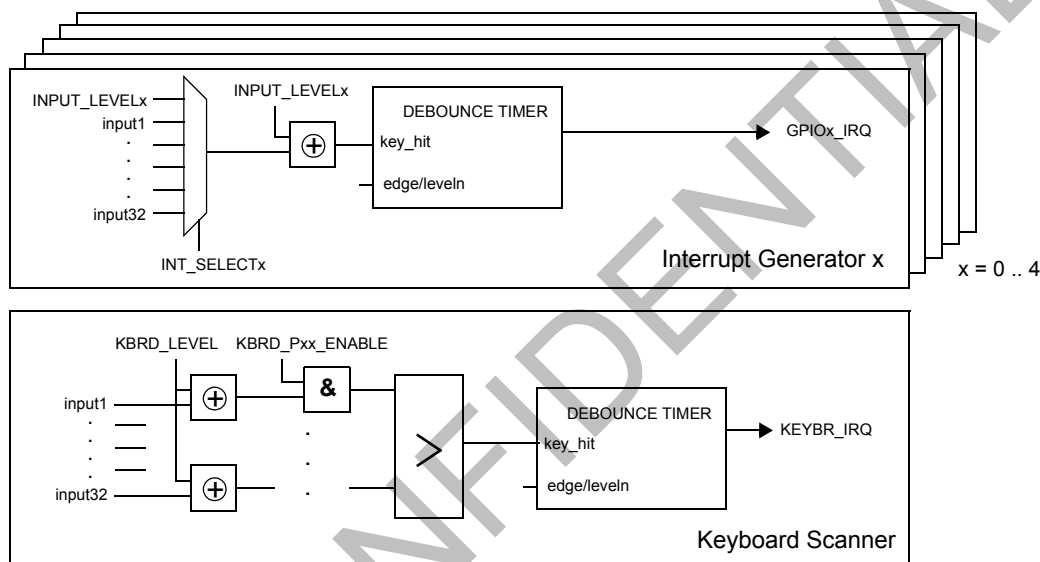 INPUT_LEVELx
INPUT_LEVELx
input1
.
.
.
.
input32
INT_SELECTx
⊕
DEBOUNCE TIMER
key_hit
edge/leveln
GPIOx_IRQ
Interrupt Generator x
x = 0 .. 4
KBRD_LEVEL KBRD_Pxx_ENABLE
input1
.
.
.
.
input32
⊕
&
⊕
.
.
.
>
DEBOUNCE TIMER
key_hit
edge/leveln
KEYBR_IRQ
Keyboard Scanner
NFIDENTIAL